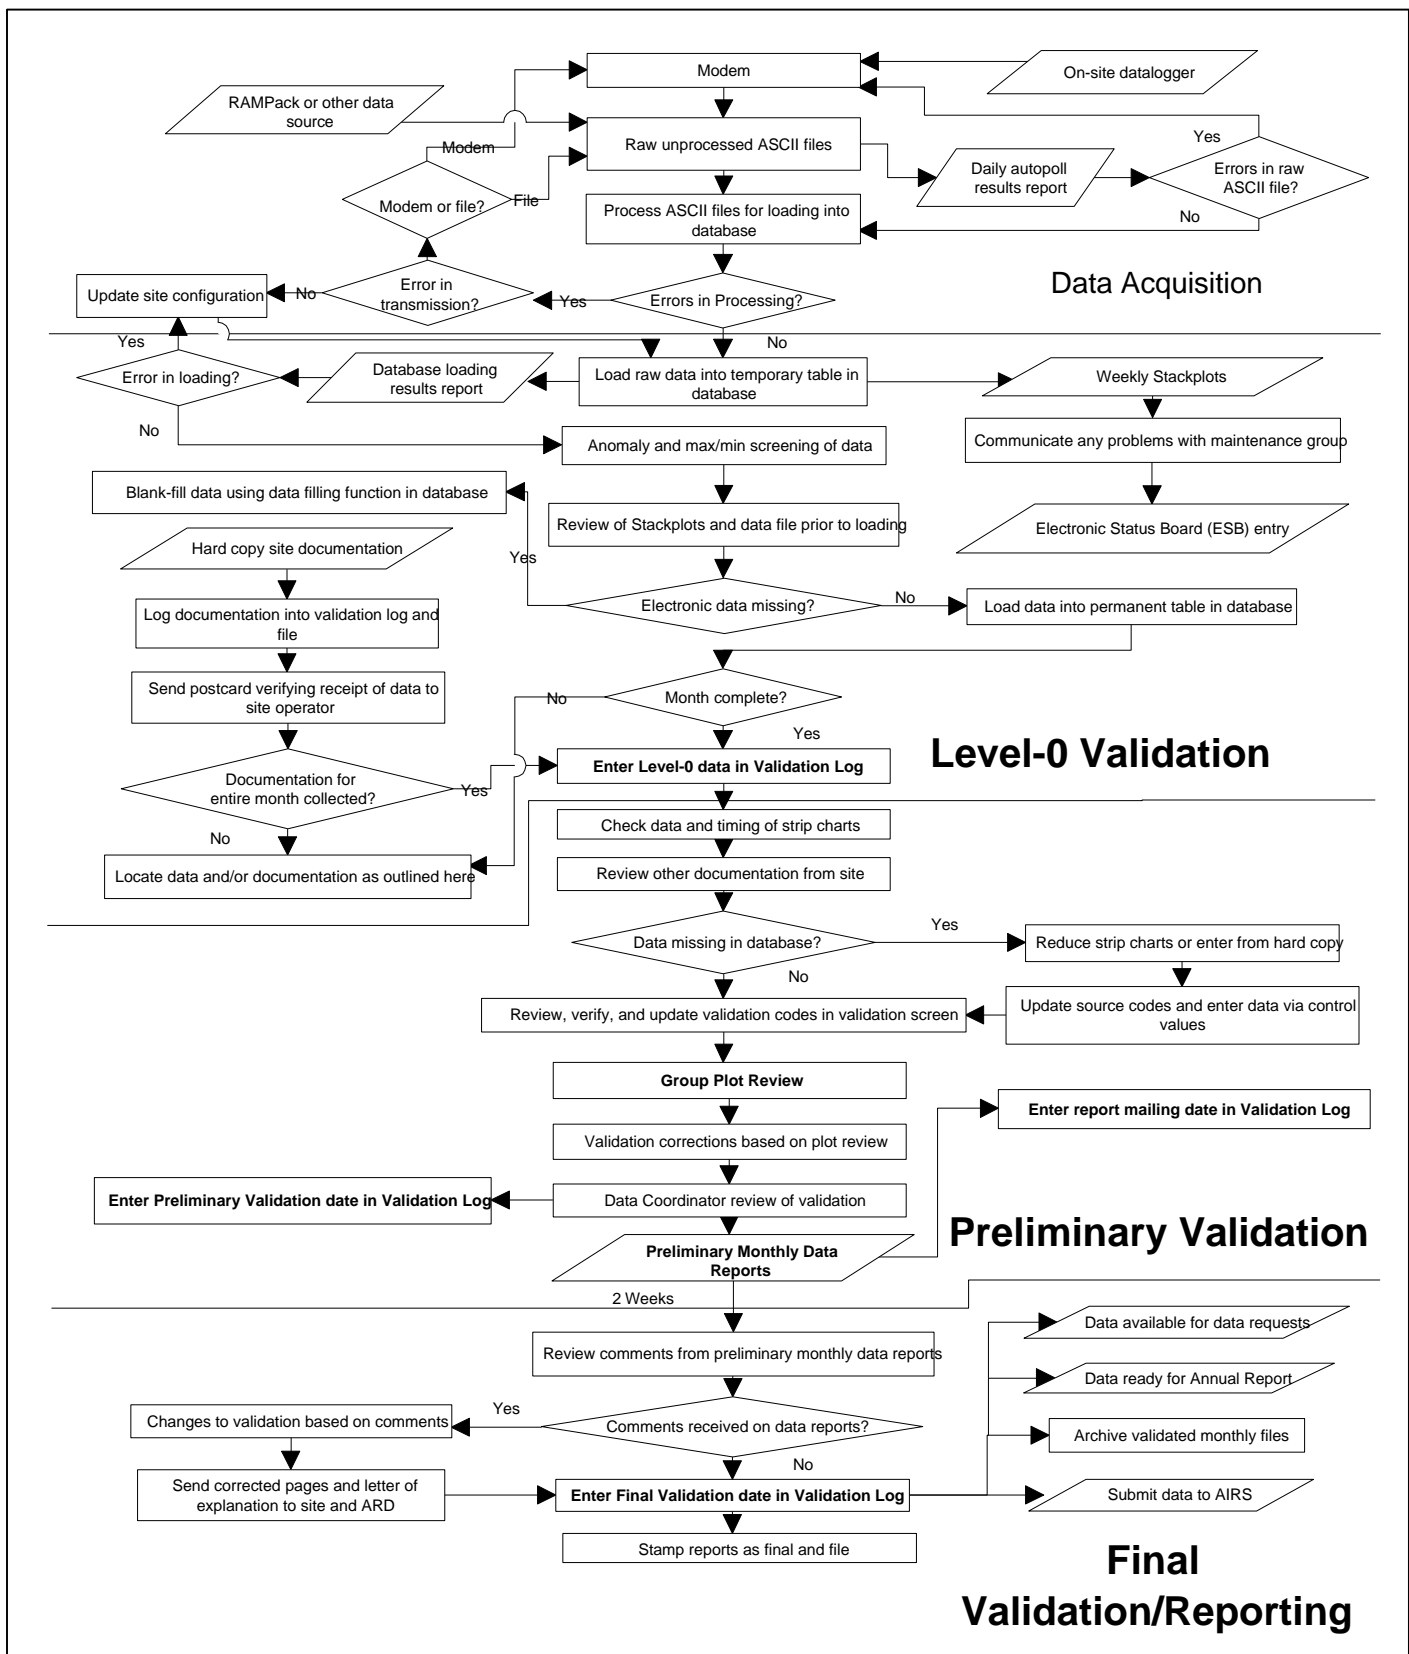 Modem
On-site datalogger
RAMPack or other data
source
Modem
Raw unprocessed ASCII files
Yes
Daily autopoll
results report
Errors in raw
ASCII file?
Modem or file?
File
Process ASCII files for loading into
database
No
Data Acquisition
Update site configuration
No
Error in
transmission?
Yes
Errors in Processing?
Yes
No
Error in loading?
Database loading
results report
Load raw data into temporary table in
database
Weekly Stackplots
No
Anomaly and max/min screening of data
Communicate any problems with maintenance group
Blank-fill data using data filling function in database
Review of Stackplots and data file prior to loading
Electronic Status Board (ESB) entry
Hard copy site documentation
Yes
Electronic data missing?
No
Load data into permanent table in database
Log documentation into validation log and
file
Send postcard verifying receipt of data to
site operator
No
Month complete?
Yes
Level-0 Validation
Documentation for
entire month collected?
Yes
Enter Level-0 data in Validation Log
No
Check data and timing of strip charts
Locate data and/or documentation as outlined here
Review other documentation from site
Data missing in database?
Yes
Reduce strip charts or enter from hard copy
No
Review, verify, and update validation codes in validation screen
Update source codes and enter data via control
values
Group Plot Review
Enter report mailing date in Validation Log
Validation corrections based on plot review
Enter Preliminary Validation date in Validation Log
Data Coordinator review of validation
Preliminary Validation
Preliminary Monthly Data
Reports
2 Weeks
Data available for data requests
Review comments from preliminary monthly data reports
Data ready for Annual Report
Changes to validation based on comments
Yes
Comments received on data reports?
Archive validated monthly files
No
Send corrected pages and letter of
explanation to site and ARD
Enter Final Validation date in Validation Log
Submit data to AIRS
Stamp reports as final and file
Final
Validation/Reporting